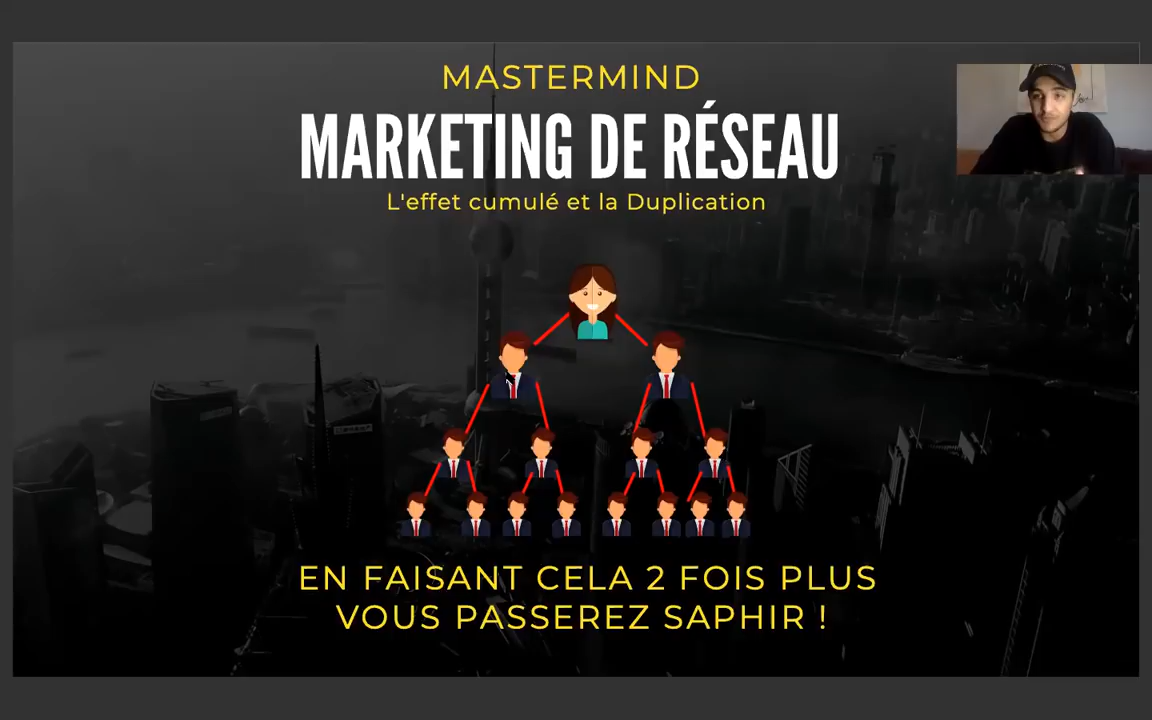 MASTERMIND
MARKETING DE RÉSEAU
L'effet cumulé et la Duplication
EN FAISANT CELA 2 FOIS PLUS
VOUS PASSEREZ SAPHIR !